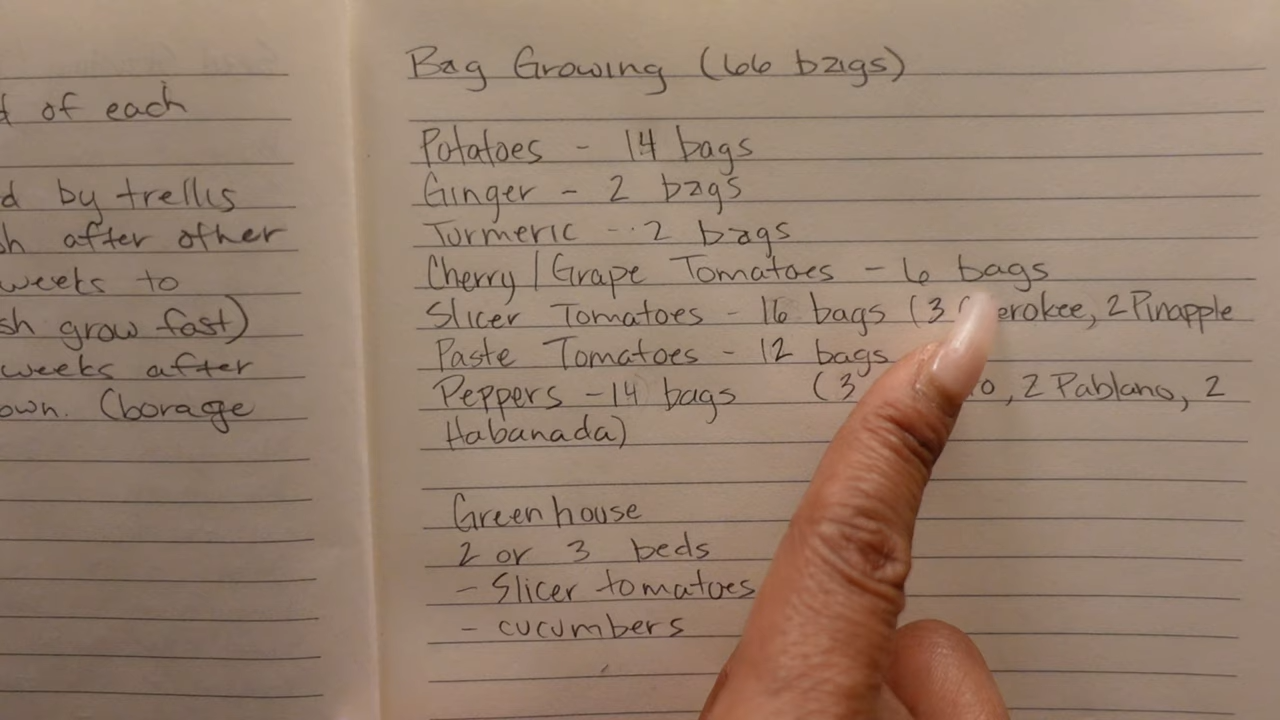 f of each
d by trellis
h after other
weeks to
sh grow fast)
weeks after
own. (borage
Bag Growing (66 bags)
Potatoes - 14 bags
Ginger - 2 bags
Turmeric - 2 bags
Cherry/Grape Tomatoes - 6 bags
Slicer Tomatoes - 16 bags (3 erokee, 2 Pinapple
Paste Tomatoes - 12 bags
Peppers - 14 bags (3 o, 2 Pablano, 2
Habanada)
Greenhouse
2 or 3 beds
- Slicer tomatoes
- cucumbers